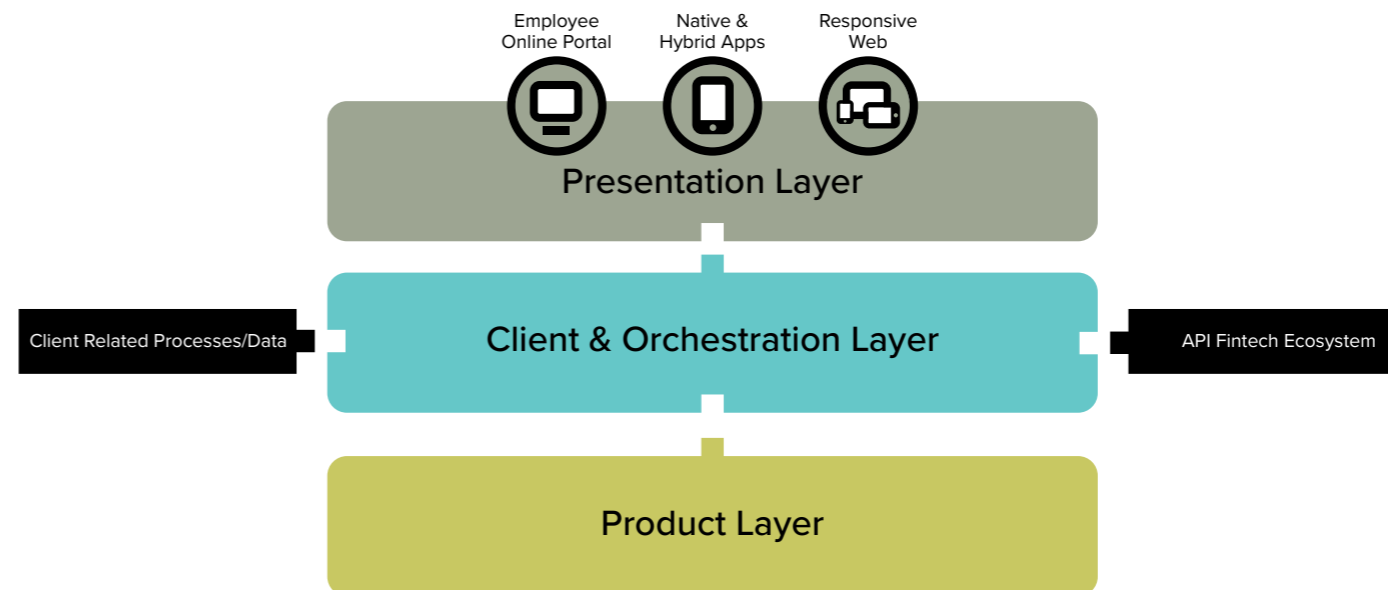 Employee
Online Portal
Native &
Hybrid Apps
Responsive
Web
Presentation Layer
Client Related Processes/Data
Client & Orchestration Layer
API Fintech Ecosystem
Product Layer